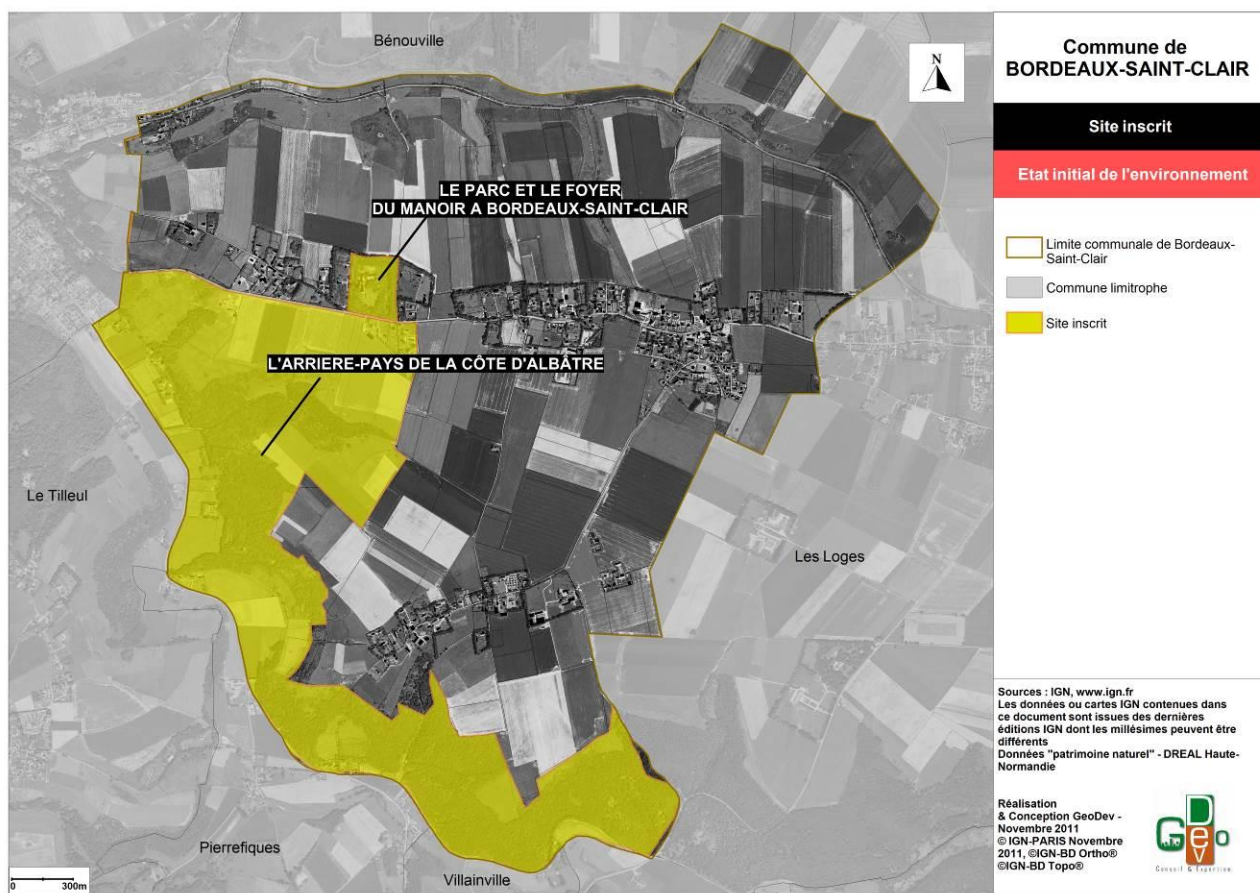 Bénouville
N
LE PARC ET LE FOYER
DU MANOIR A BORDEAUX-SAINT-CLAIR
L'ARRIERE-PAYS DE LA CÔTE D'ALBÂTRE
Le Tilleul
Les Loges
Pierrefiques
Villainville
0 300m
Commune de
BORDEAUX-SAINT-CLAIR
Site inscrit
Etat initial de l'environnement
Limite communale de Bordeaux-
Saint-Clair
Commune limitrophe
Site inscrit
Sources : IGN, www.ign.fr
Les données ou cartes IGN contenues dans
ce document sont issues des dernières
éditions IGN dont les millésimes peuvent être
différents
Données "patrimoine naturel" - DREAL Haute-
Normandie
Réalisation
& Conception GeoDev -
Novembre 2011
© IGN-PARIS Novembre
2011, ©IGN-BD Ortho®
©IGN-BD Topo®
GeoDev
Conseil & Expertise